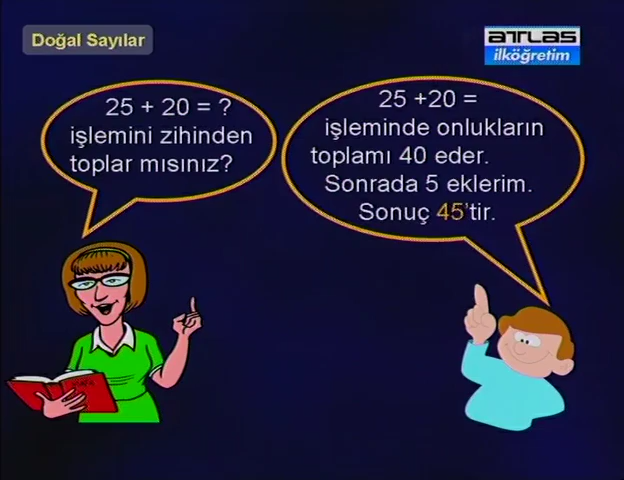 Doğal Sayılar
ATLAS
ilköğretim
25 + 20 = ?
işlemini zihinden
toplar mısınız?
25 +20 =
işleminde onlukların
toplamı 40 eder.
Sonrada 5 eklerim.
Sonuç 45'tir.